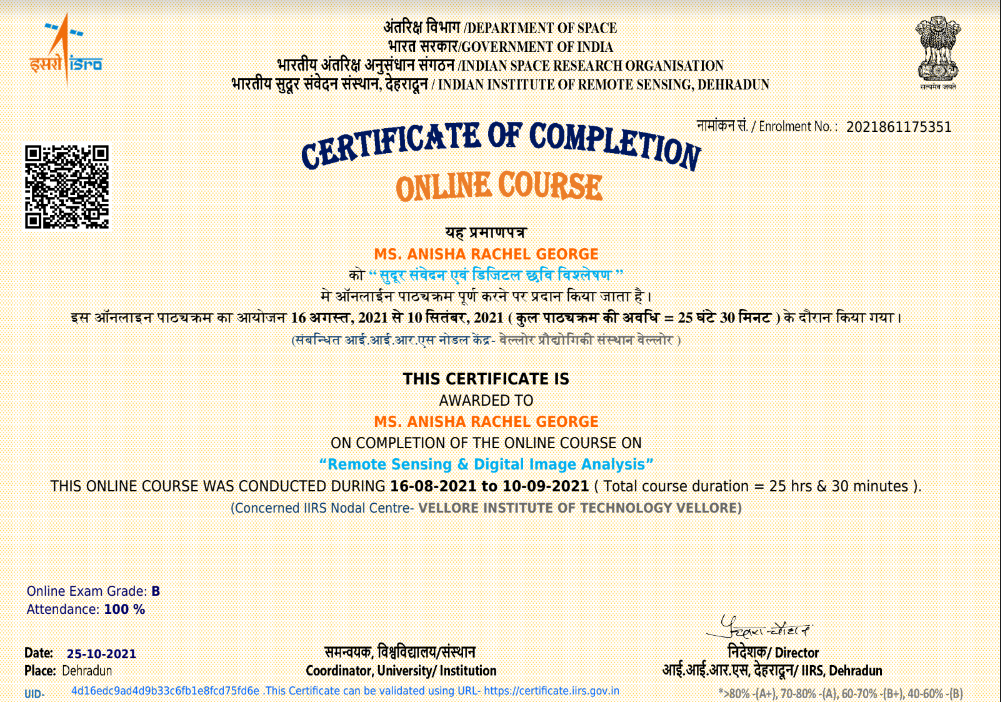 इसरो isro
अंतरिक्ष विभाग /DEPARTMENT OF SPACE
भारत सरकार/GOVERNMENT OF INDIA
भारतीय अंतरिक्ष अनुसंधान संगठन /INDIAN SPACE RESEARCH ORGANISATION
भारतीय सुदूर संवेदन संस्थान, देहरादून / INDIAN INSTITUTE OF REMOTE SENSING, DEHRADUN
सत्यमेव जयते
नामांकन सं. / Enrolment No. : 2021861175351
CERTIFICATE OF COMPLETION
ONLINE COURSE
यह प्रमाणपत्र
MS. ANISHA RACHEL GEORGE
को “ सुदूर संवेदन एवं डिजिटल छवि विश्लेषण ”
मे ऑनलाईन पाठ्यक्रम पूर्ण करने पर प्रदान किया जाता है ।
इस ऑनलाइन पाठ्यक्रम का आयोजन 16 अगस्त, 2021 से 10 सितंबर, 2021 ( कुल पाठ्यक्रम की अवधि = 25 घंटे 30 मिनट ) के दौरान किया गया ।
(संबन्धित आई.आई.आर.एस नोडल केंद्र- वेल्लोर प्रौद्योगिकी संस्थान वेल्लोर )
THIS CERTIFICATE IS
AWARDED TO
MS. ANISHA RACHEL GEORGE
ON COMPLETION OF THE ONLINE COURSE ON
“Remote Sensing & Digital Image Analysis”
THIS ONLINE COURSE WAS CONDUCTED DURING 16-08-2021 to 10-09-2021 ( Total course duration = 25 hrs & 30 minutes ).
(Concerned IIRS Nodal Centre- VELLORE INSTITUTE OF TECHNOLOGY VELLORE)
Online Exam Grade: B
Attendance: 100 %
Date: 25-10-2021
Place: Dehradun
समन्वयक, विश्वविद्यालय/संस्थान
Coordinator, University/ Institution
निदेशक/ Director
आई.आई.आर.एस, देहरादून/ IIRS, Dehradun
UID- 4d16edc9ad4d9b33c6fb1e8fcd75fd6e .This Certificate can be validated using URL- https://certificate.iirs.gov.in
*>80% -(A+), 70-80% -(A), 60-70% -(B+), 40-60% -(B)